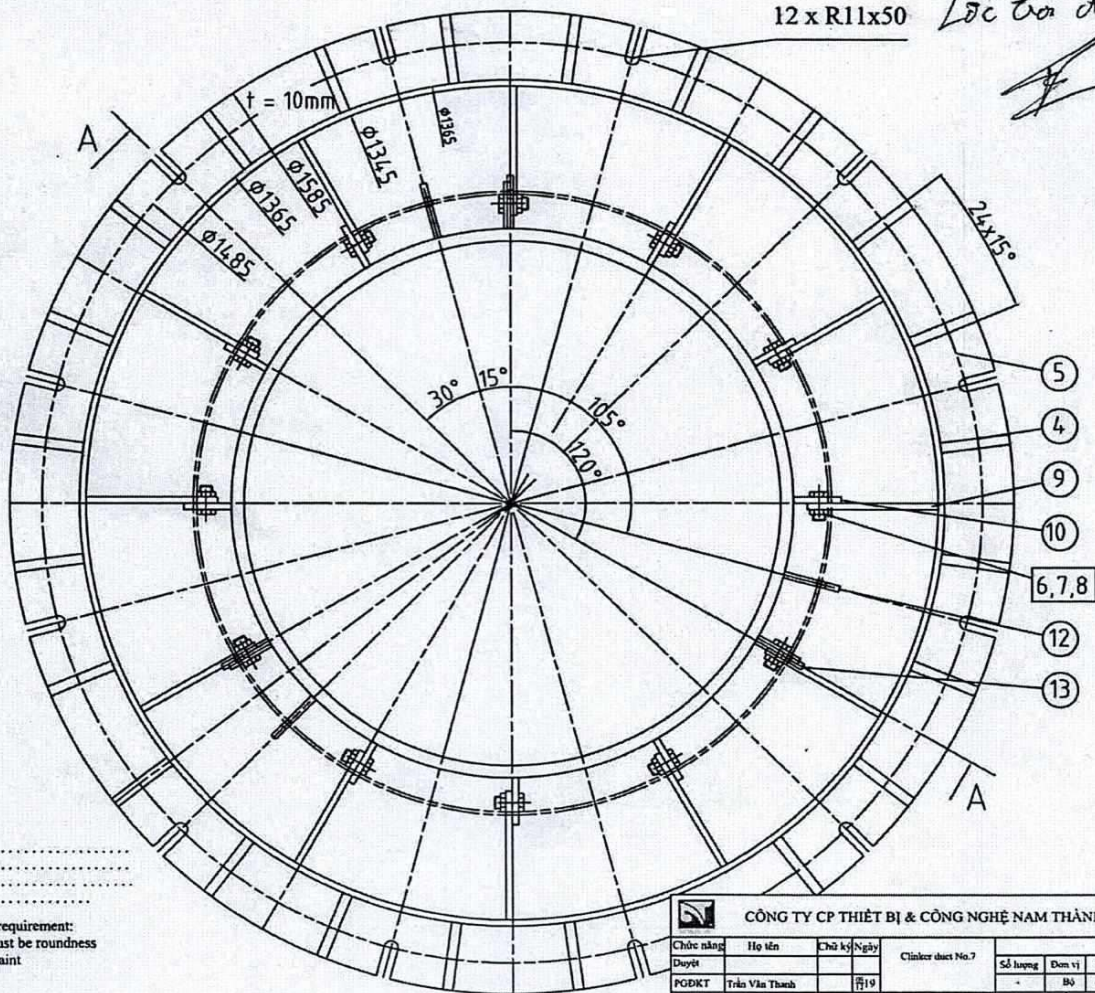 12 x R11x50
A
t = 10mm
ø1365
ø1345
ø1585
ø1365
ø1485
24x15°
30°
15°
105°
120°
5
4
9
10
6,7,8
12
13
A
requirement:
ust be roundness
aint
CÔNG TY CP THIẾT BỊ & CÔNG NGHỆ NAM THÀNH
Chức năng Họ tên Chữ ký Ngày
Clinker duct No.7
Duyệt
Số lượng Đơn vị
PGĐKT Trần Văn Thanh
- Bộ